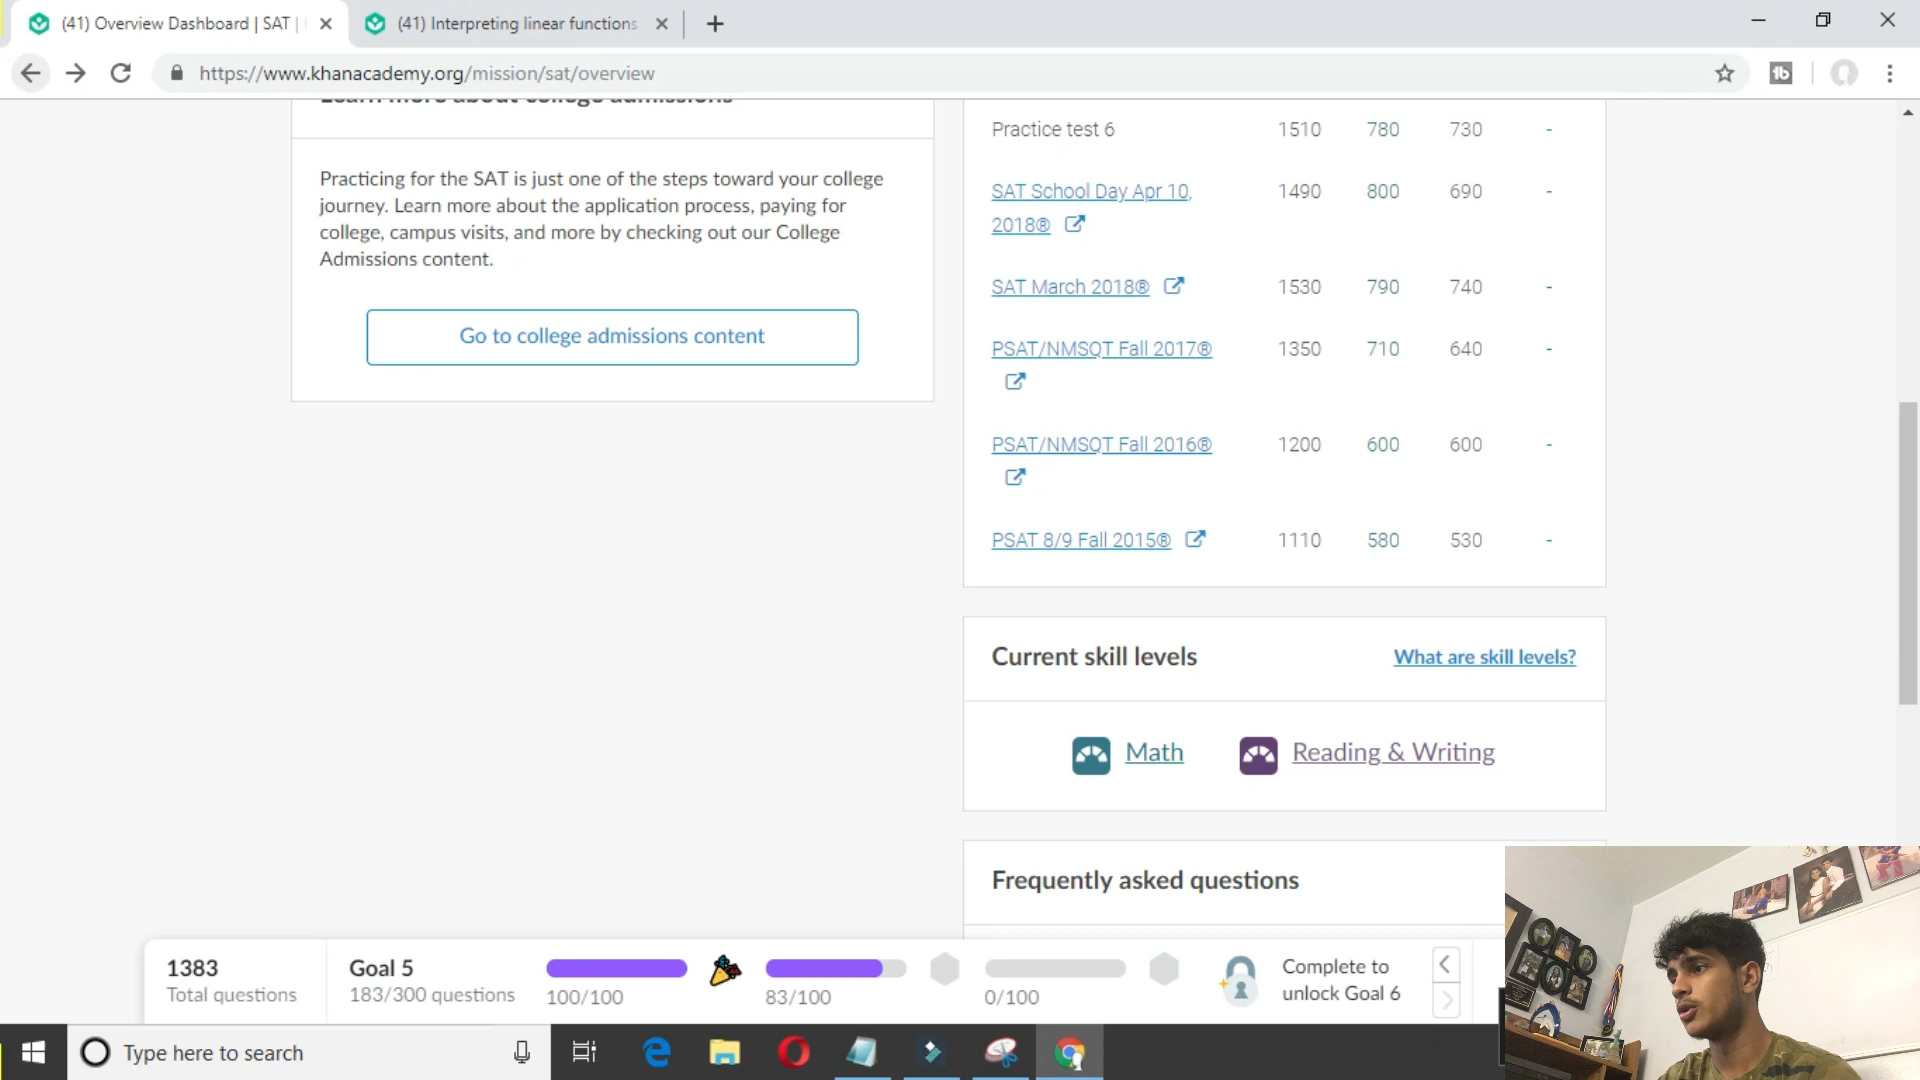 (41) Overview Dashboard | SAT |
(41) Interpreting linear functions
https://www.khanacademy.org/mission/sat/overview
Learn more about college admissions
Practicing for the SAT is just one of the steps toward your college
journey. Learn more about the application process, paying for
college, campus visits, and more by checking out our College
Admissions content.
Go to college admissions content
Practice test 6 1510 780 730 -
SAT School Day Apr 10, 1490 800 690 -
2018®
SAT March 2018® 1530 790 740 -
PSAT/NMSQT Fall 2017® 1350 710 640 -
PSAT/NMSQT Fall 2016® 1200 600 600 -
PSAT 8/9 Fall 2015® 1110 580 530 -
Current skill levels What are skill levels?
Math Reading & Writing
Frequently asked questions
1383
Total questions
Goal 5
183/300 questions
100/100
83/100
0/100
Complete to
unlock Goal 6
Type here to search